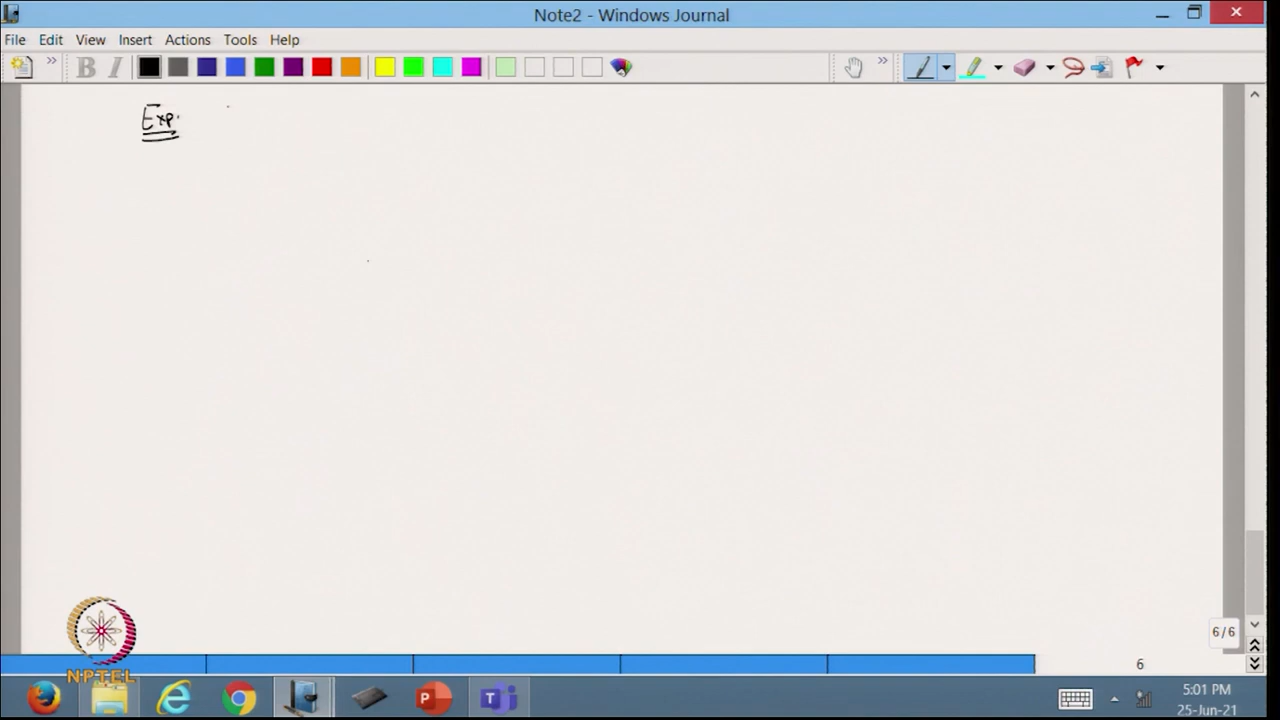 Note2 - Windows Journal
File Edit View Insert Actions Tools Help
B I
Exp.
6/6
6
NPTEL
5:01 PM
25-Jun-21